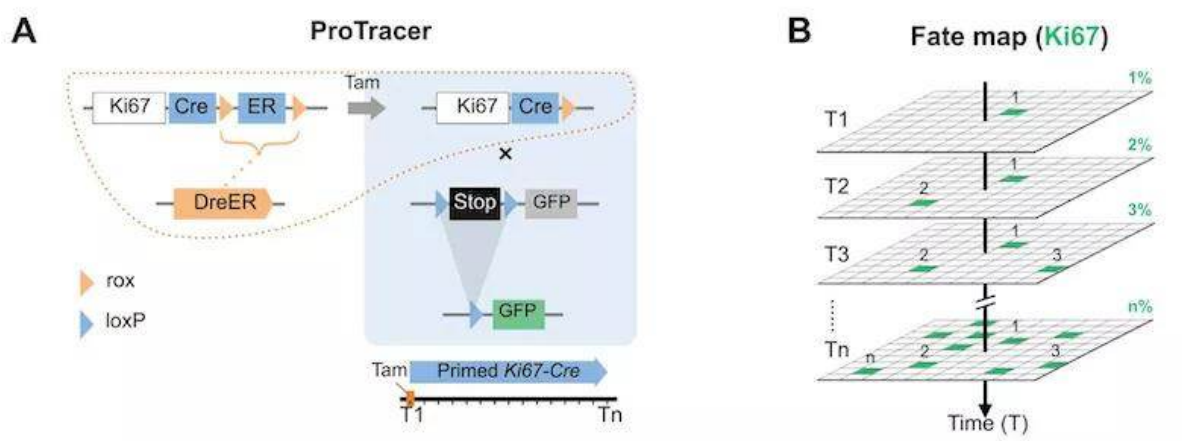 A
ProTracer
Ki67 Cre ER
Tam
Ki67 Cre
×
DreER
Stop GFP
GFP
rox
loxP
Tam
Primed Ki67-Cre
T1 Tn
B
Fate map (Ki67)
1%
T1 1
2%
T2 1 2
3%
T3 1 2 3
n%
Tn n 2 1 3
Time (T)